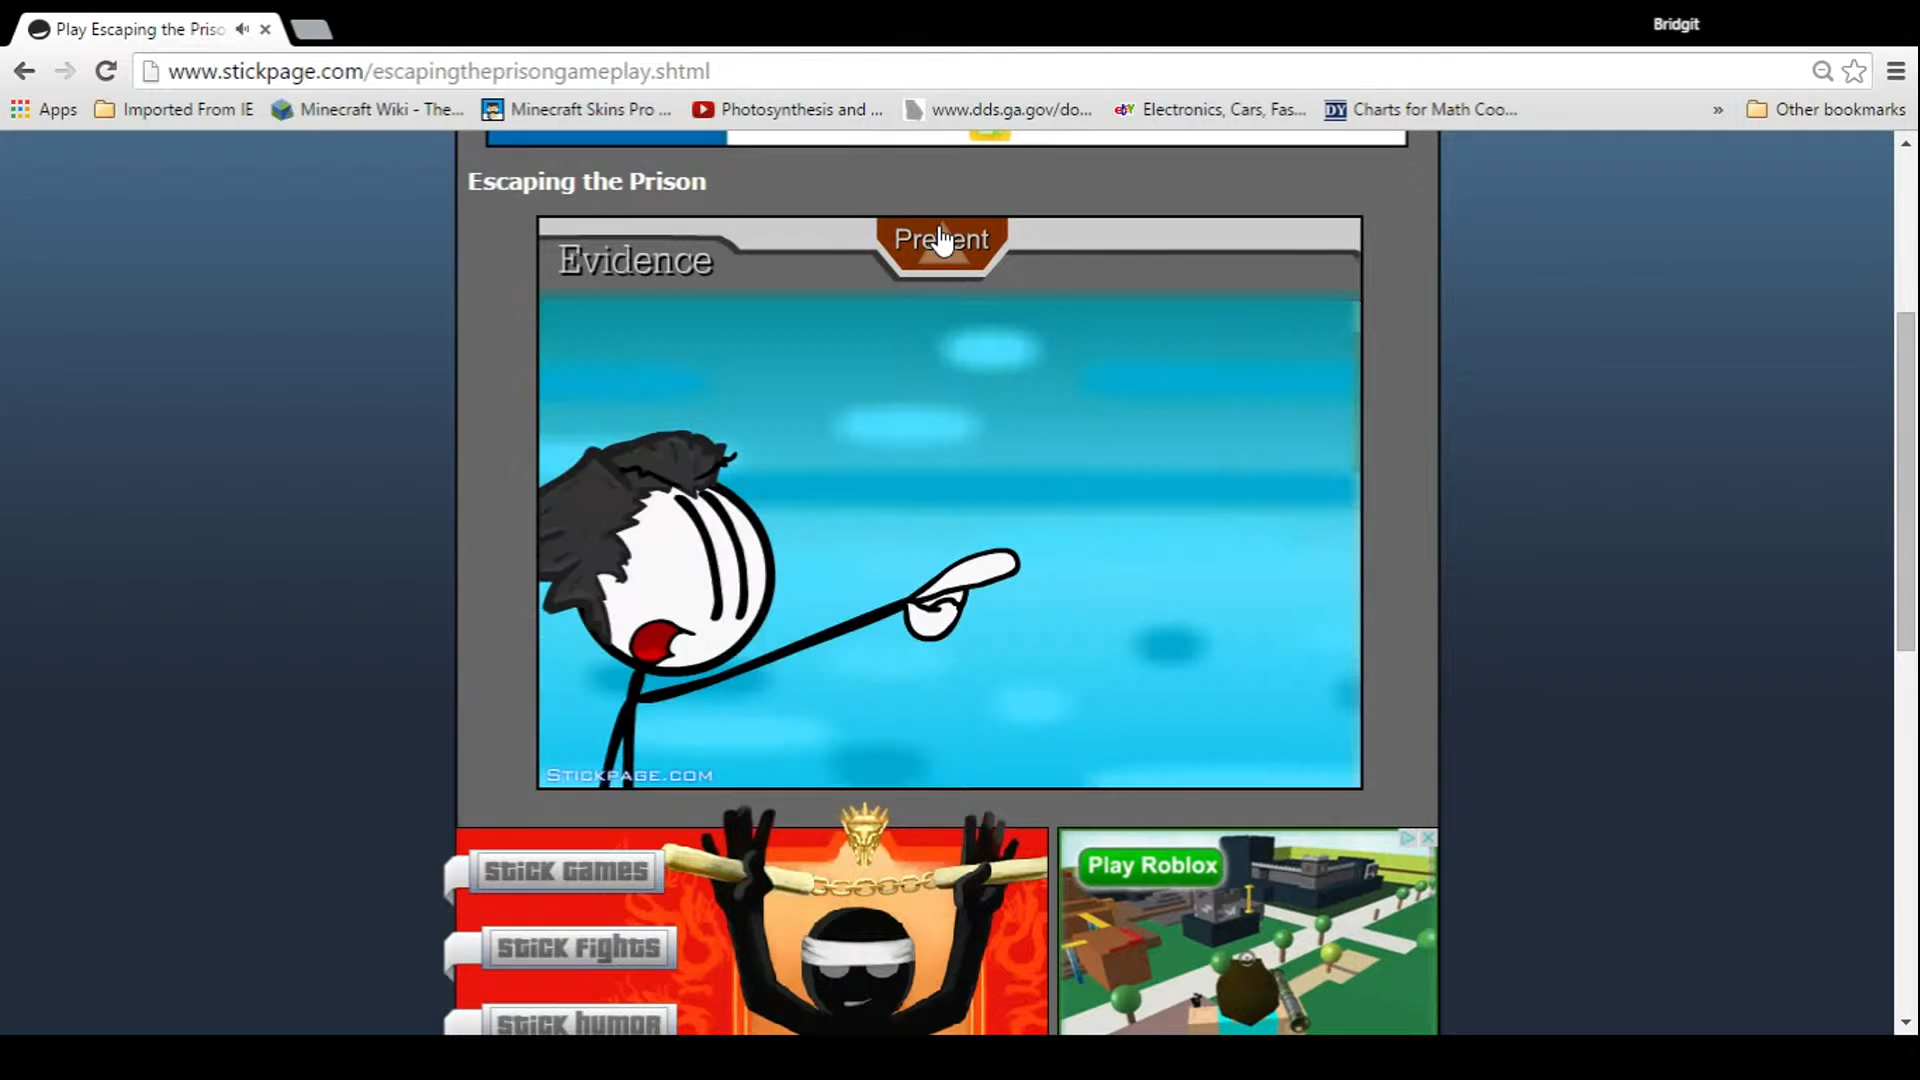 Bridgit
Play Escaping the Priso
www.stickpage.com/escapingtheprisongameplay.shtml
Apps Imported From IE Minecraft Wiki - The... Minecraft Skins Pro ... Photosynthesis and ... www.dds.ga.gov/do... ebay Electronics, Cars, Fas... DY Charts for Math Coo... » Other bookmarks
Escaping the Prison
Present
Evidence
STICKPAGE.COM
STICK GAMES
Play Roblox
STICK FIGHTS
STICK HUMOR